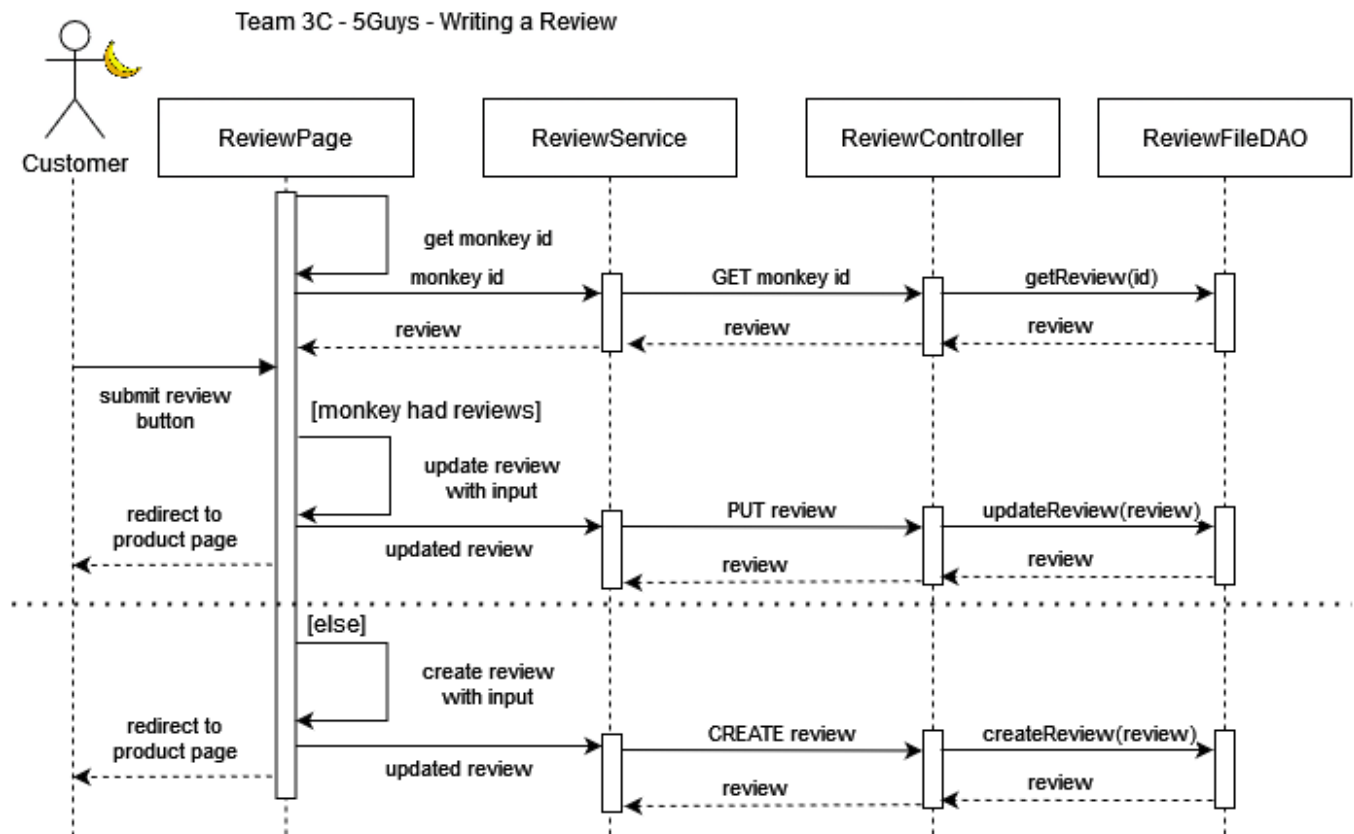 Team 3C - 5Guys - Writing a Review
Customer
ReviewPage
ReviewService
ReviewController
ReviewFileDAO
get monkey id
monkey id
GET monkey id
getReview(id)
review
review
review
submit review
button
[monkey had reviews]
update review
with input
redirect to
product page
updated review
PUT review
updateReview(review)
review
review
[else]
create review
with input
redirect to
product page
updated review
CREATE review
createReview(review)
review
review